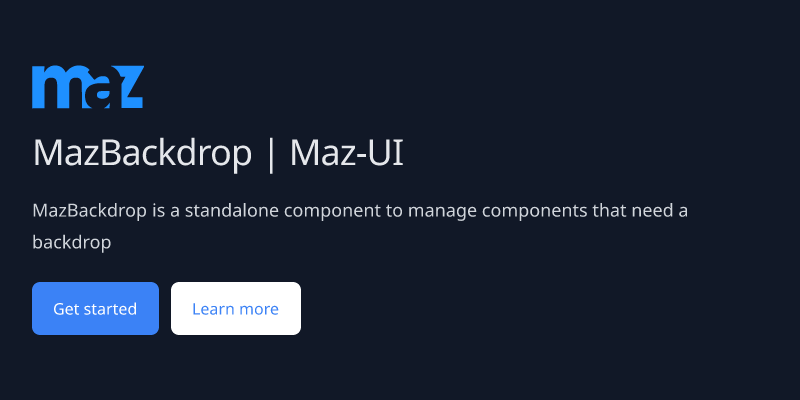 maz
MazBackdrop | Maz-UI
MazBackdrop is a standalone component to manage components that need a
backdrop
Get started
Learn more